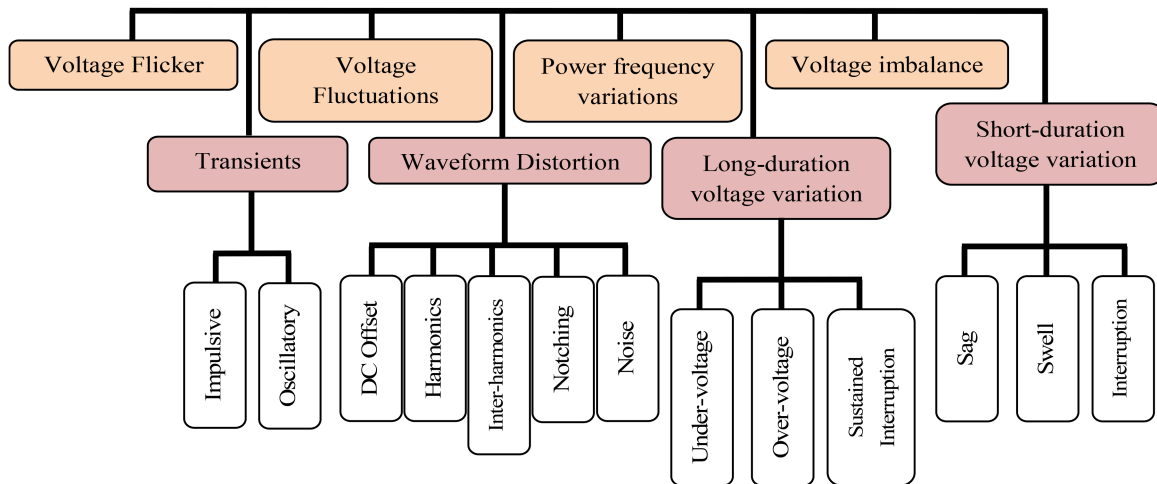 Voltage Flicker
Voltage
Fluctuations
Power frequency
variations
Voltage imbalance
Transients
Waveform Distortion
Long-duration
voltage variation
Short-duration
voltage variation
Impulsive
Oscillatory
DC Offset
Harmonics
Inter-harmonics
Notching
Noise
Under-voltage
Over-voltage
Sustained
Interruption
Sag
Swell
Interruption